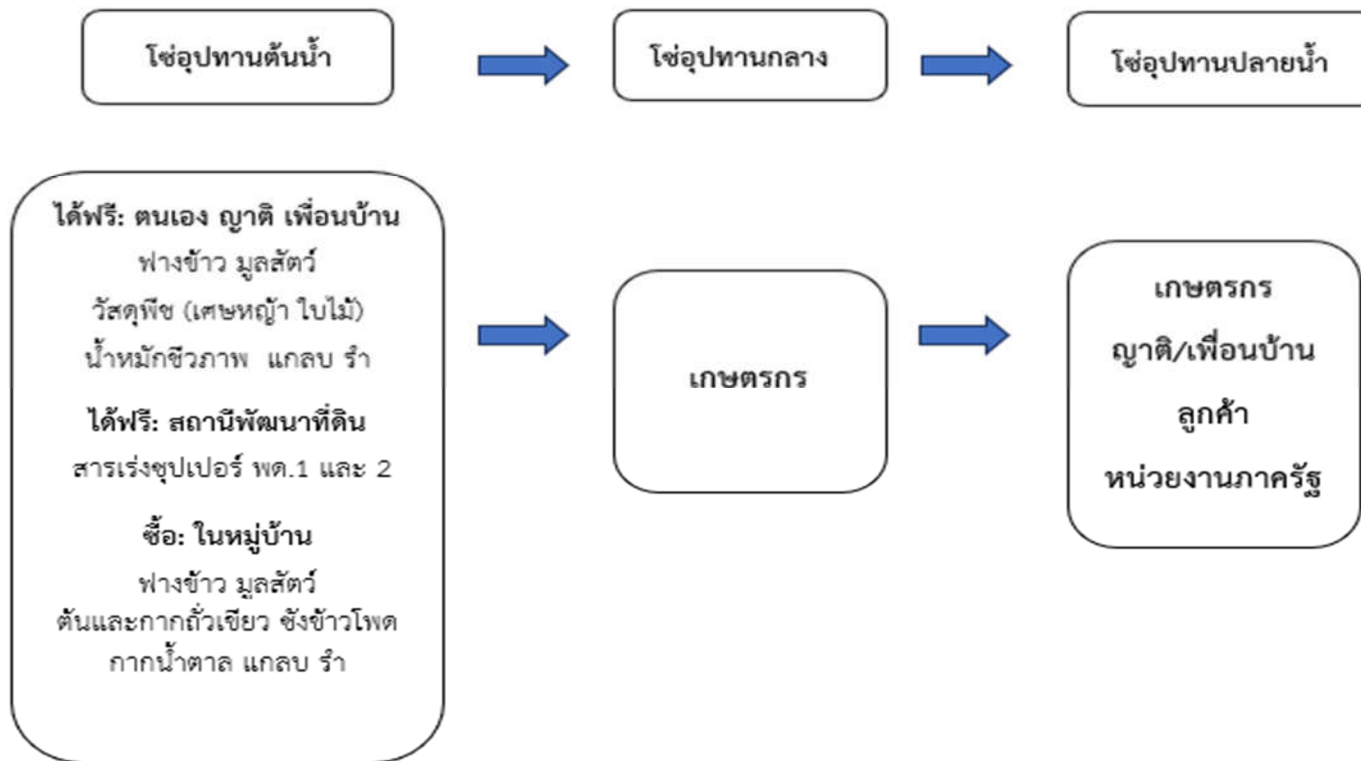 โซ่อุปทานต้นน้ำ
โซ่อุปทานกลาง
โซ่อุปทานปลายน้ำ
ได้ฟรี: ตนเอง ญาติ เพื่อนบ้าน
ฟางข้าว มูลสัตว์
วัสดุพืช (เศษหญ้า ใบไม้)
น้ำหมักชีวภาพ แกลบ รำ
ได้ฟรี: สถานีพัฒนาที่ดิน
สารเร่งซุปเปอร์ พด.1 และ 2
ซื้อ: ในหมู่บ้าน
ฟางข้าว มูลสัตว์
ต้นและกากถั่วเขียว ซังข้าวโพด
กากน้ำตาล แกลบ รำ
เกษตรกร
เกษตรกร
ญาติ/เพื่อนบ้าน
ลูกค้า
หน่วยงานภาครัฐ